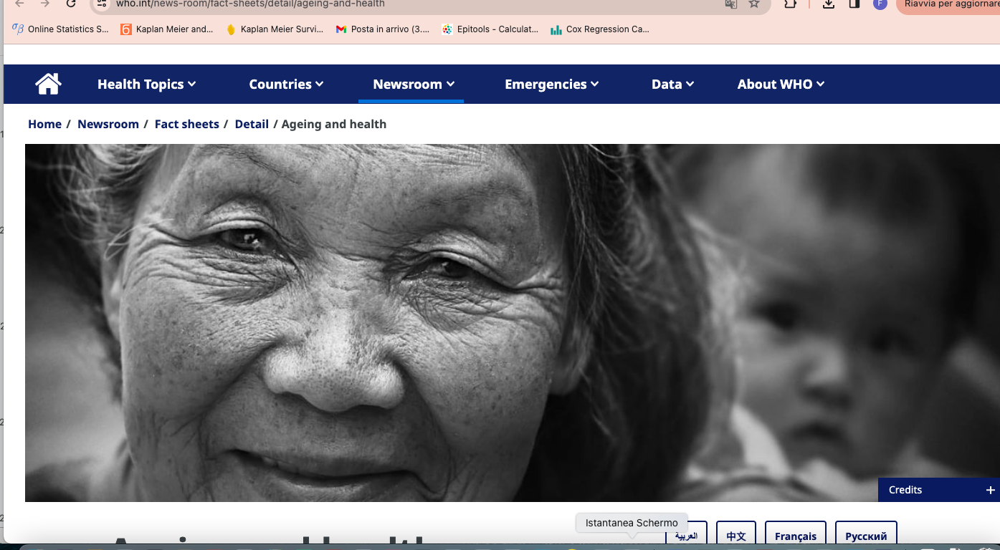 who.int/news-room/fact-sheets/detail/ageing-and-health
Riavvia per aggiornare
F
σβ Online Statistics S... Kaplan Meier and... Kaplan Meier Survi... Posta in arrivo (3.... Epitools - Calculat... Cox Regression Ca...
Health Topics Countries Newsroom Emergencies Data About WHO
Home / Newsroom / Fact sheets / Detail / Ageing and health
Credits +
Istantanea Schermo
العربية 中文 Français Русский